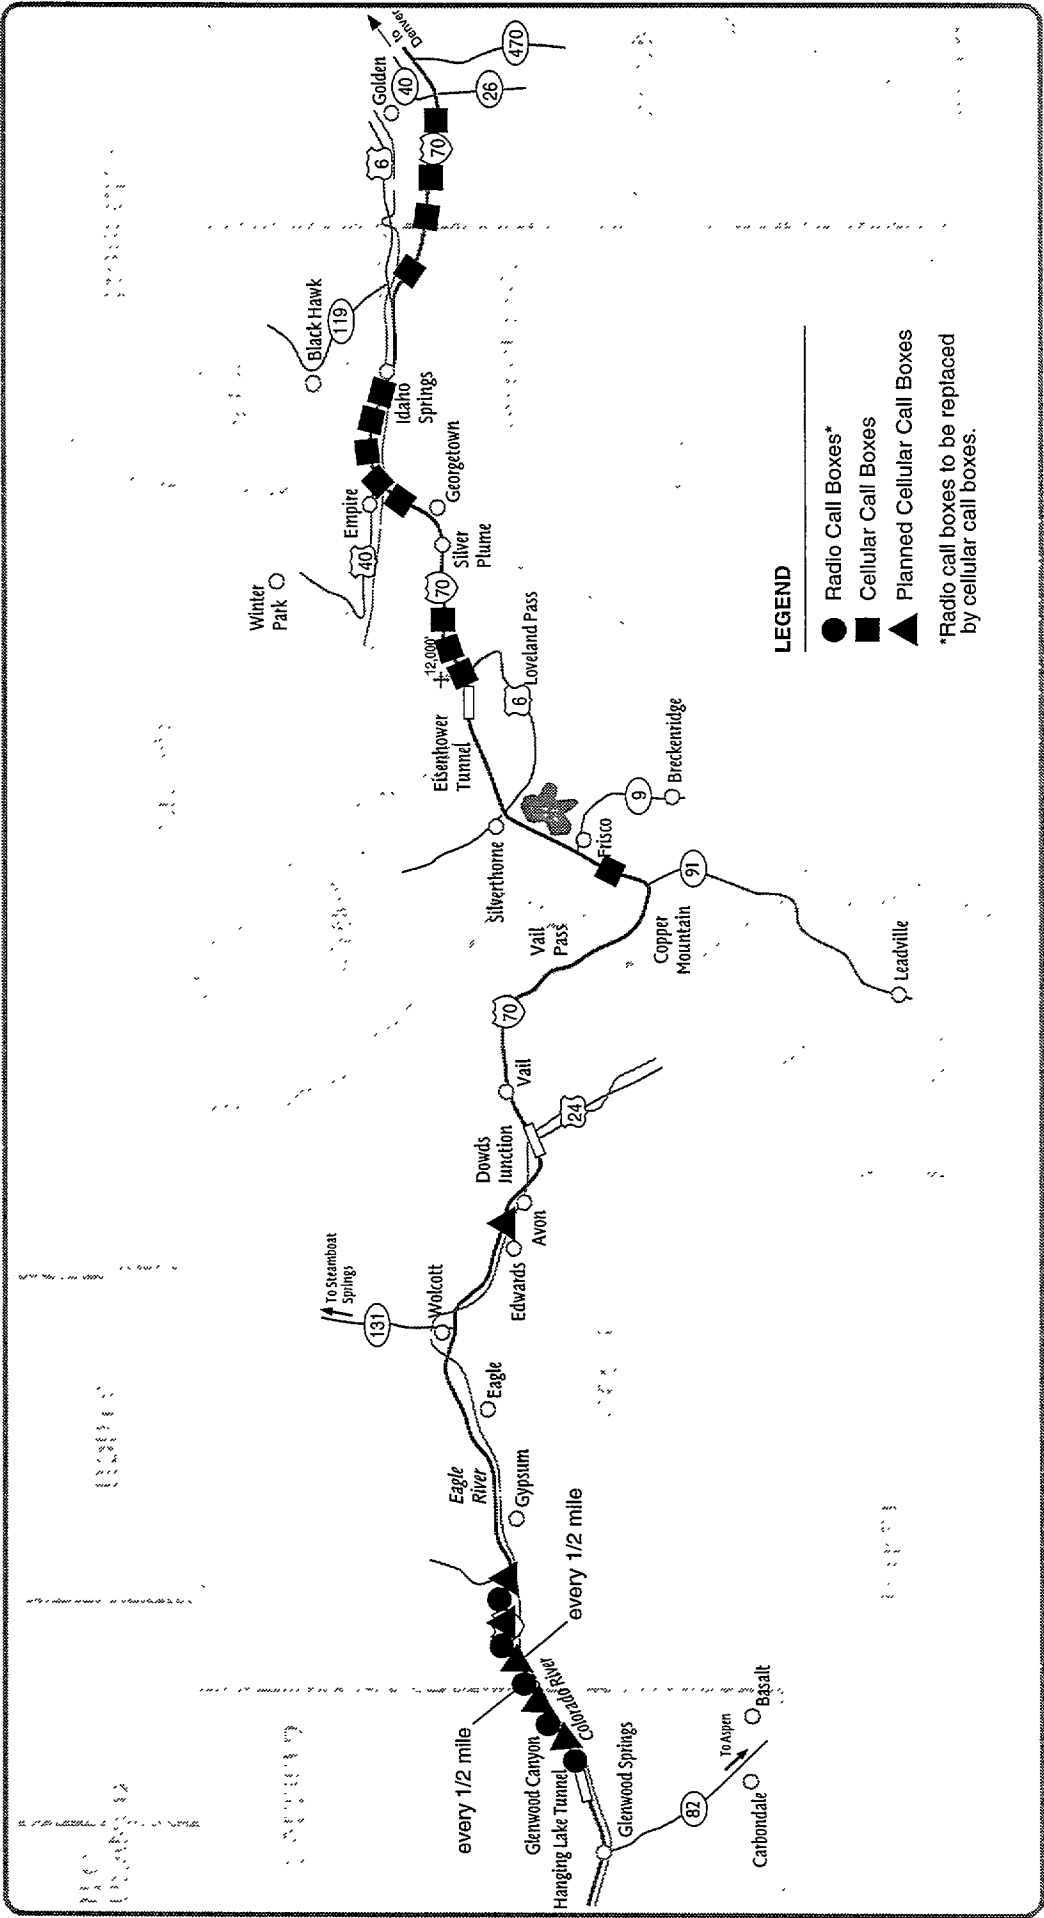 To Steamboat
Springs
131
Wolcott
Eagle
Eagle
River
Gypsum
Edwards
Avon
Dowds
Junction
24
Vail
70
Vail
Pass
Copper
Mountain
91
Leadville
Silverthorne
Frisco
9
Breckenridge
Eisenhower
Tunnel
12,000'
6
Loveland Pass
70
Silver
Plume
Georgetown
Winter
Park
40
Empire
Idaho
Springs
Black Hawk
119
6
Golden
40
to
Denver
70
26
470
every 1/2 mile
every 1/2 mile
Glenwood Canyon
Hanging Lake Tunnel
Colorado River
Glenwood Springs
82
To Aspen
Carbondale
Basalt
LEGEND
Radio Call Boxes*
Cellular Call Boxes
Planned Cellular Call Boxes
*Radio call boxes to be replaced
by cellular call boxes.